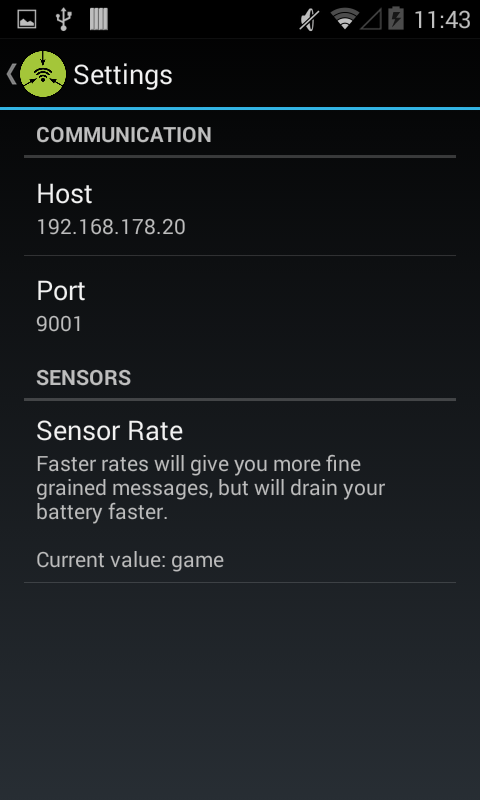 11:43
Settings
COMMUNICATION
Host
192.168.178.20
Port
9001
SENSORS
Sensor Rate
Faster rates will give you more fine
grained messages, but will drain your
battery faster.
Current value: game